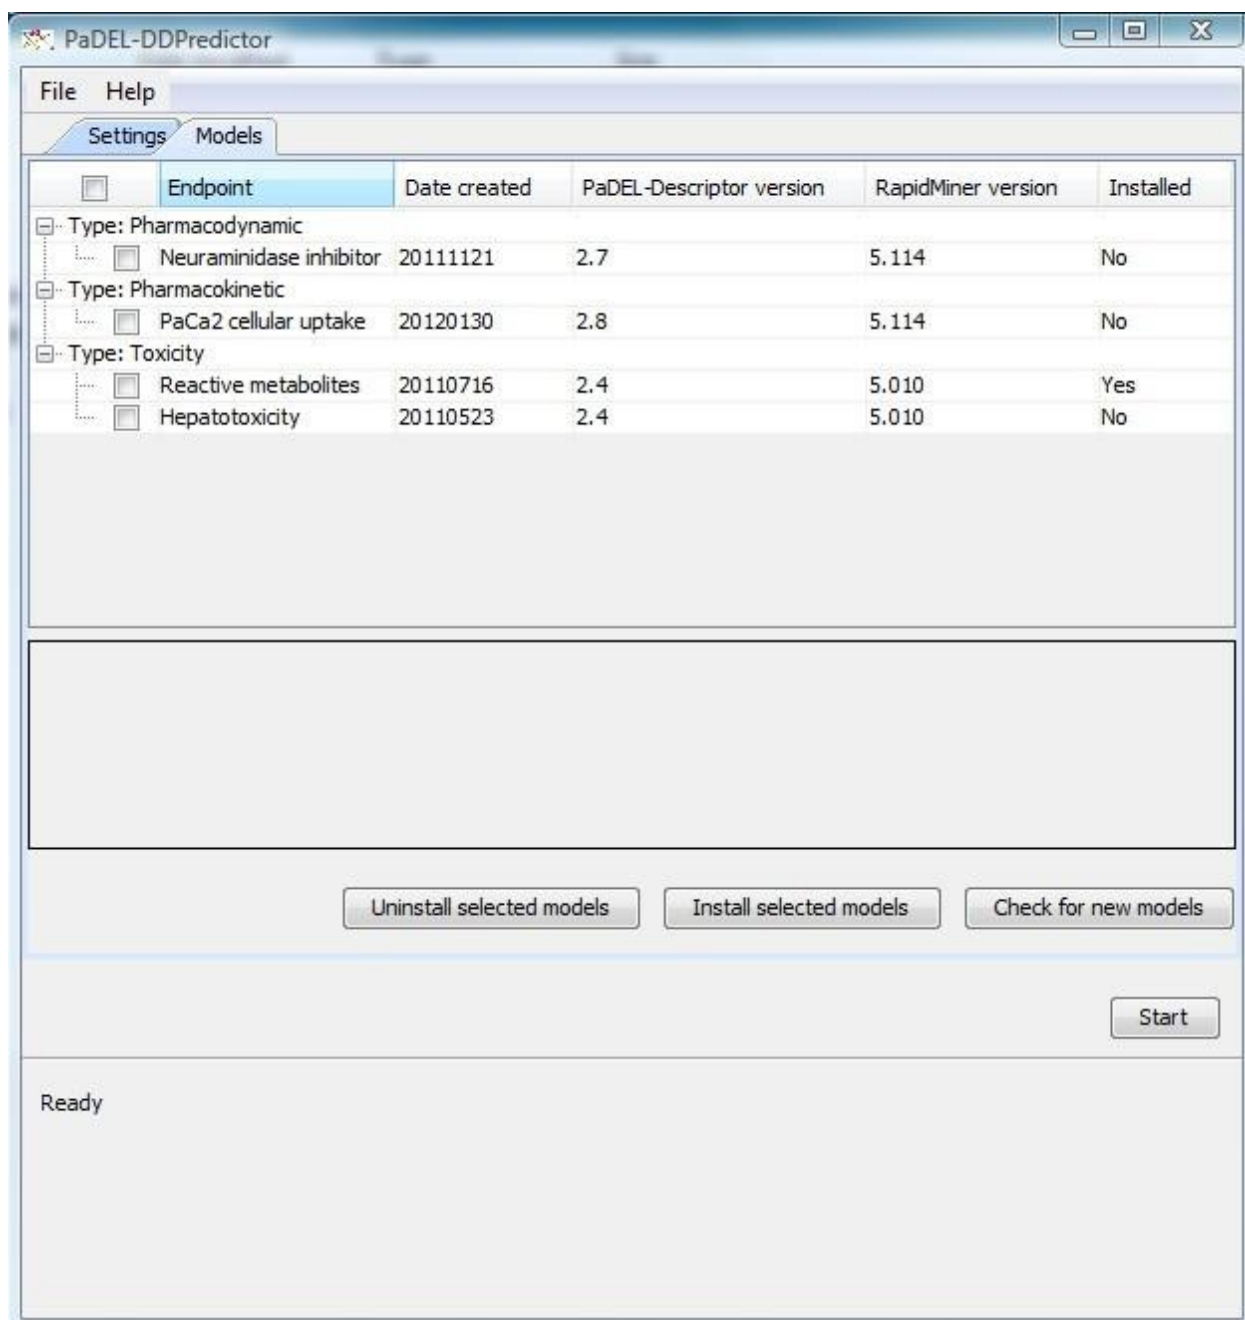 PaDEL-DDPredictor
File Help
Settings Models
Endpoint Date created PaDEL-Descriptor version RapidMiner version Installed
Type: Pharmacodynamic
Neuraminidase inhibitor 20111121 2.7 5.114 No
Type: Pharmacokinetic
PaCa2 cellular uptake 20120130 2.8 5.114 No
Type: Toxicity
Reactive metabolites 20110716 2.4 5.010 Yes
Hepatotoxicity 20110523 2.4 5.010 No
Uninstall selected models Install selected models Check for new models
Start
Ready